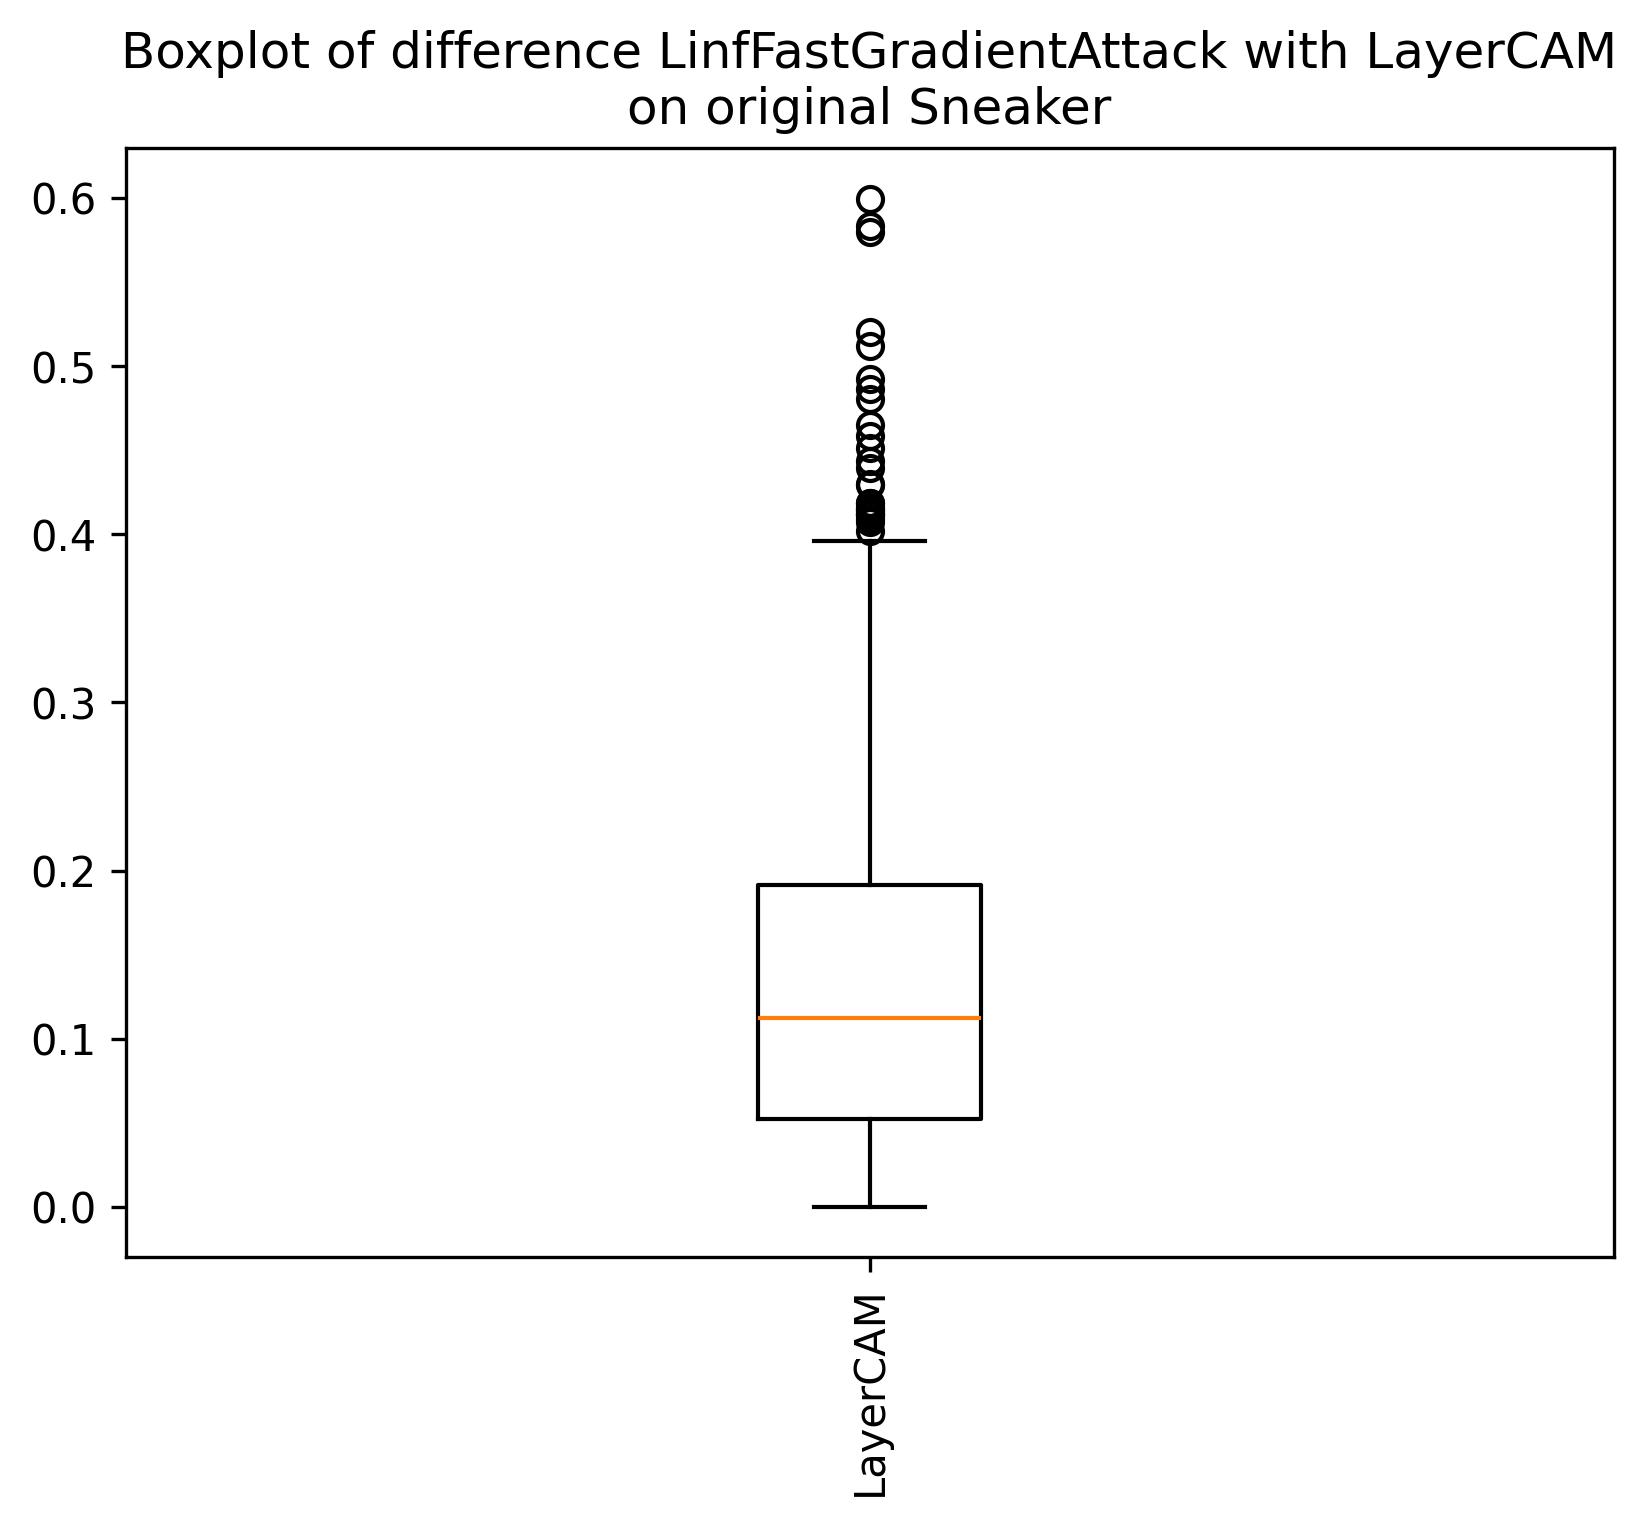 Boxplot of difference LinfFastGradientAttack with LayerCAM
on original Sneaker
0.6
0.5
0.4
0.3
0.2
0.1
0.0
LayerCAM